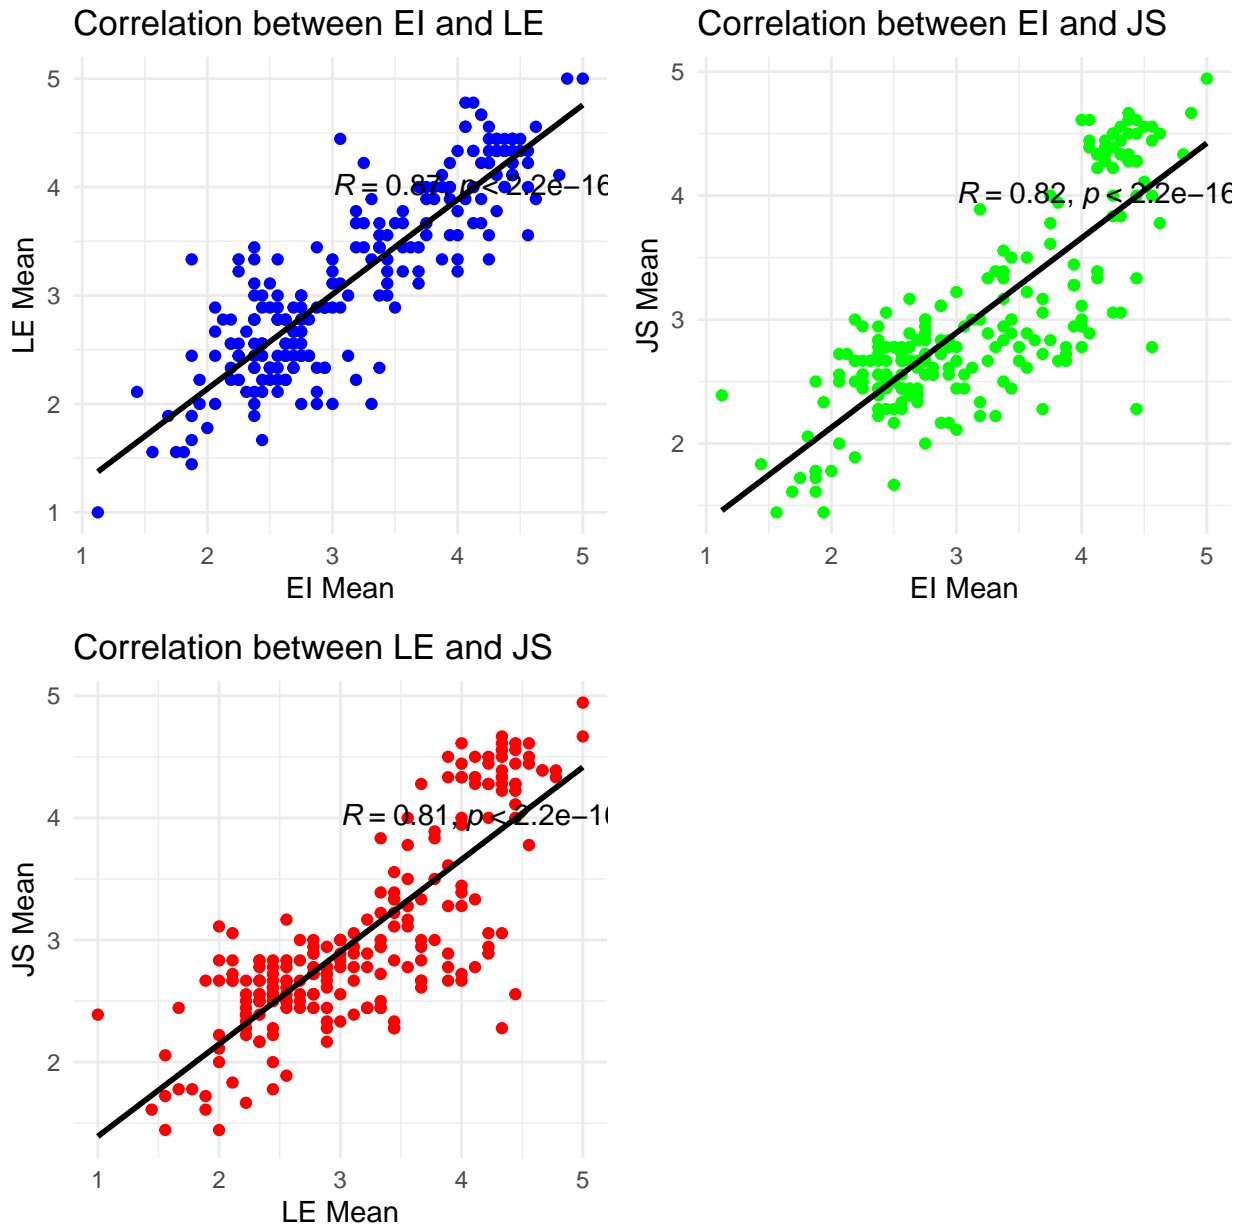 Correlation between EI and LE
5
4
3
2
1
LE Mean
R = 0.87, p < 2.2e−16
1 2 3 4 5
EI Mean
Correlation between EI and JS
5
4
3
2
JS Mean
R = 0.82, p < 2.2e−16
1 2 3 4 5
EI Mean
Correlation between LE and JS
5
4
3
2
JS Mean
R = 0.81, p < 2.2e−16
1 2 3 4 5
LE Mean